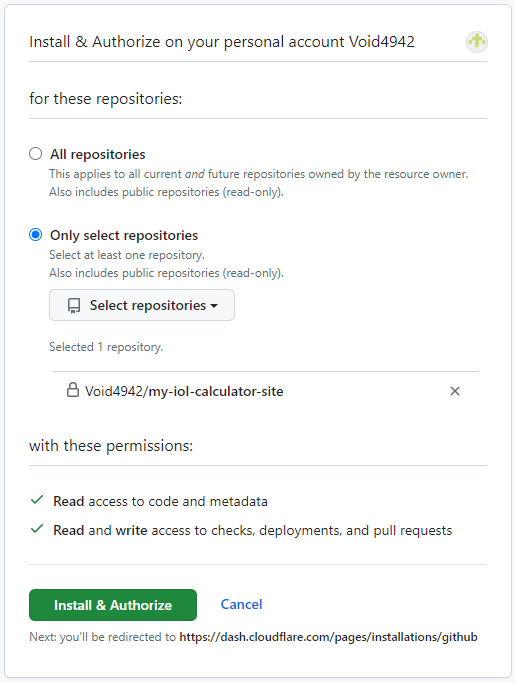 Install & Authorize on your personal account Void4942
for these repositories:
All repositories
This applies to all current and future repositories owned by the resource owner.
Also includes public repositories (read-only).
Only select repositories
Select at least one repository.
Also includes public repositories (read-only).
Select repositories
Selected 1 repository.
Void4942/my-iol-calculator-site
with these permissions:
Read access to code and metadata
Read and write access to checks, deployments, and pull requests
Install & Authorize Cancel
Next: you'll be redirected to https://dash.cloudflare.com/pages/installations/github